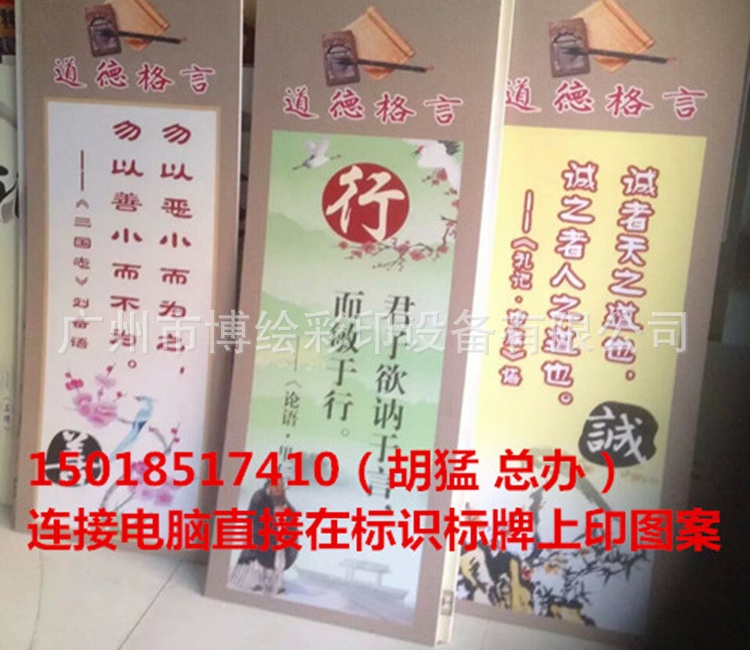 道德格言
勿以恶小而为之，
勿以善小而不为。
——《三国志》刘备语
善
道德格言
行
君子欲讷于言，
而敏于行。
——《论语·里
道德格言
诚者天之道也，
诚之者人之道也。
——《礼记·中庸》语
誠
广州市博绘彩印设备有限公司
15018517410（胡猛 总办）
连接电脑直接在标识标牌上印图案